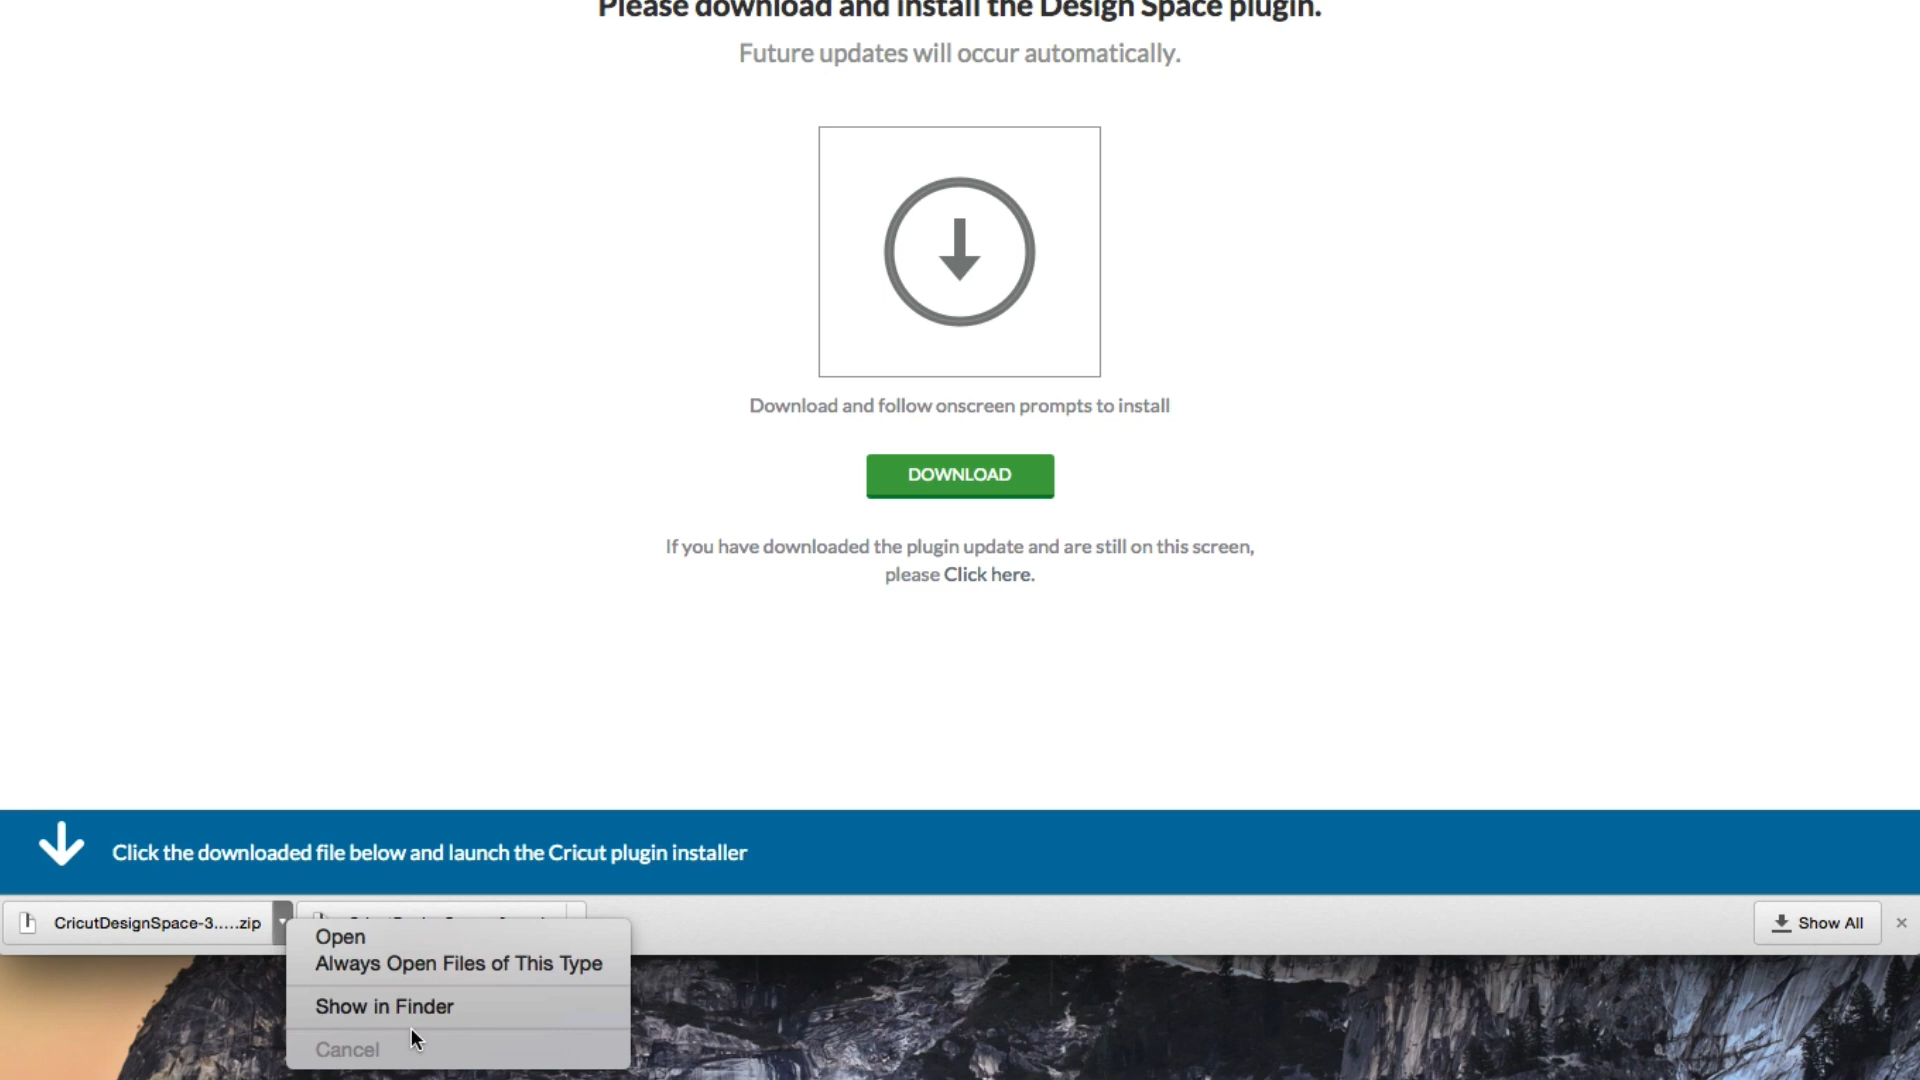 Please download and install the Design Space plugin.
Future updates will occur automatically.
Download and follow onscreen prompts to install
DOWNLOAD
If you have downloaded the plugin update and are still on this screen,
please Click here.
Click the downloaded file below and launch the Cricut plugin installer
CricutDesignSpace-3.....zip
Show All
Open
Always Open Files of This Type
Show in Finder
Cancel